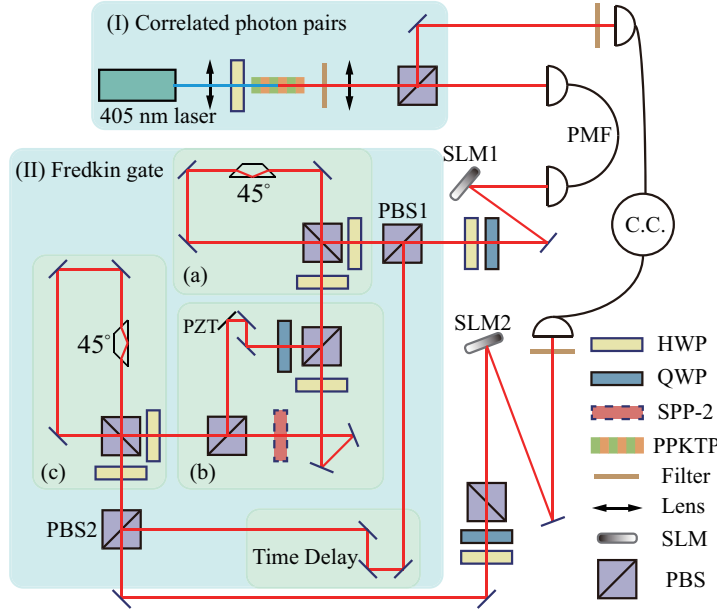 (I) Correlated photon pairs
405 nm laser
PMF
SLM1
(II) Fredkin gate
45°
PBS1
C.C.
(a)
PZT
SLM2
45°
HWP
QWP
SPP-2
(c)
(b)
PPKTP
Filter
PBS2
Lens
Time Delay
SLM
PBS